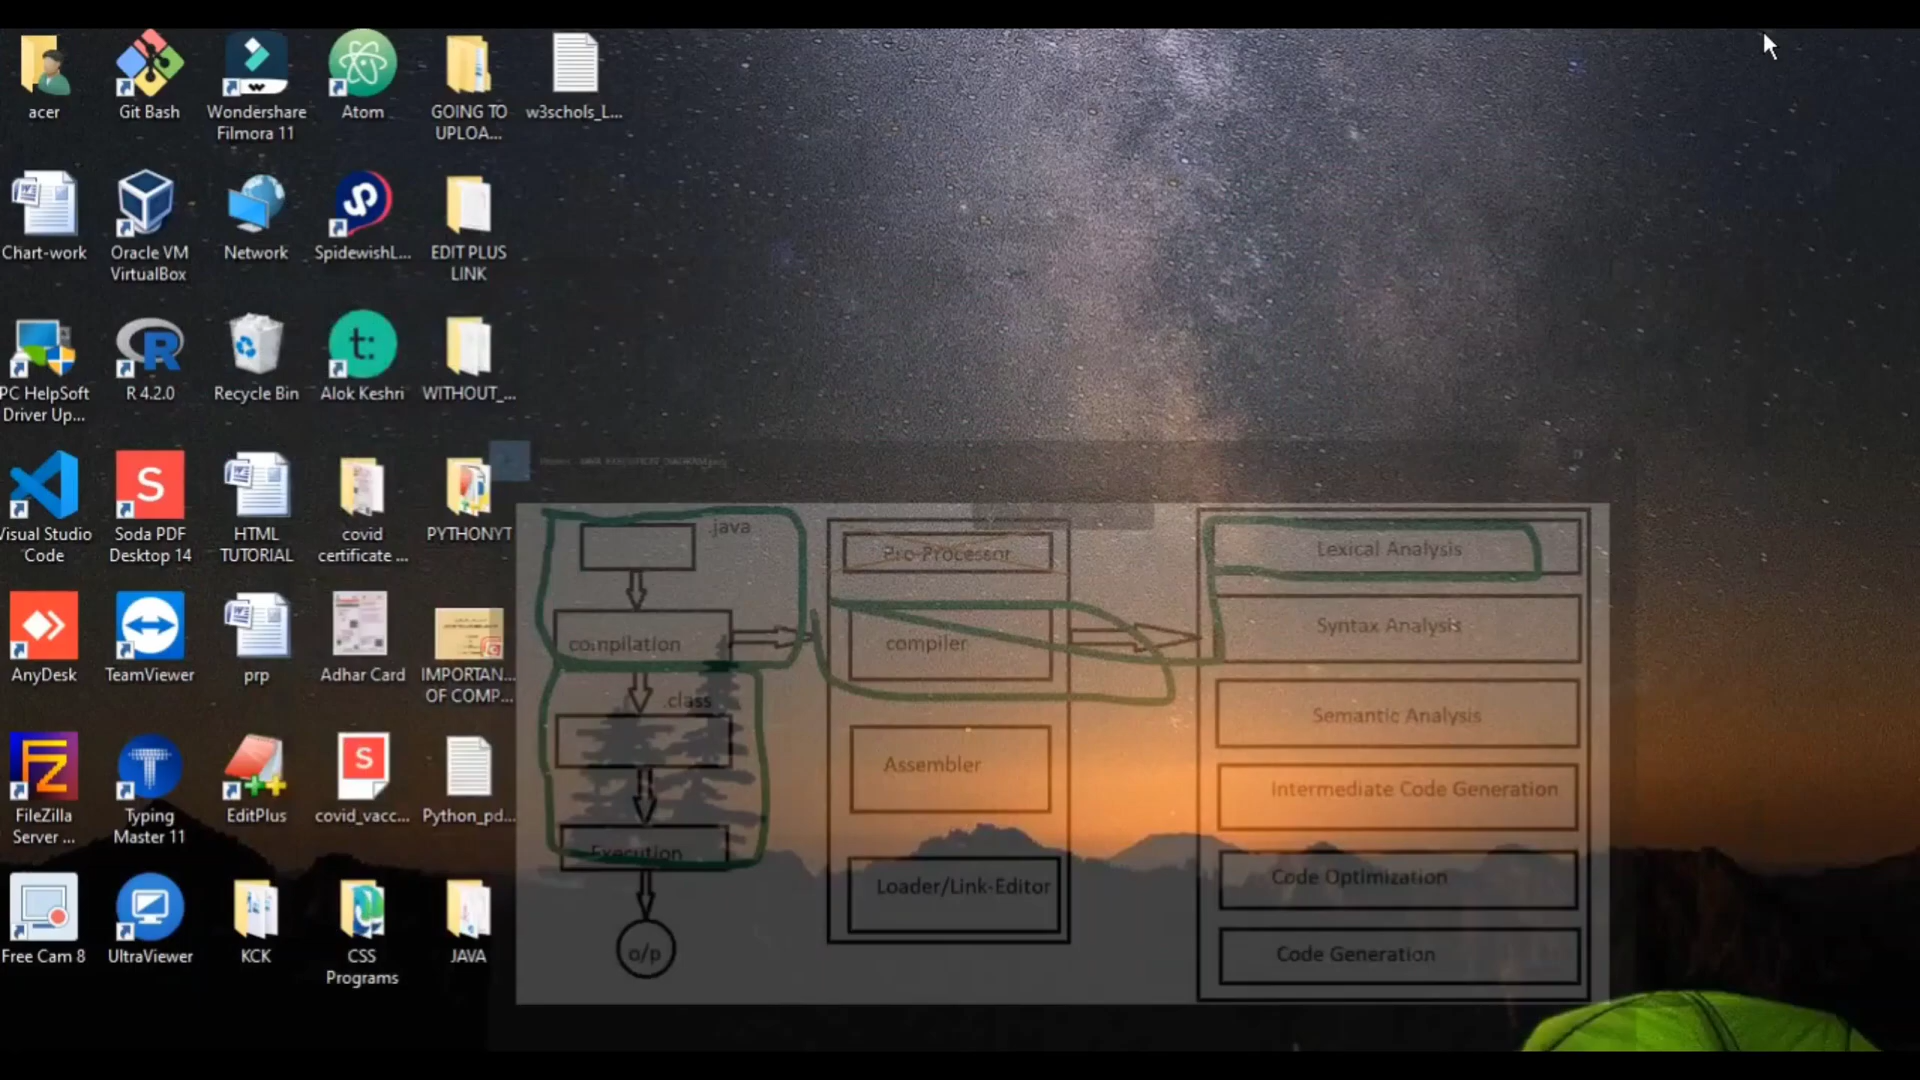 acer
Git Bash
Wondershare
Filmora 11
Atom
GOING TO
UPLOA...
w3schols_L...
Chart-work
Oracle VM
VirtualBox
Network
SpidewishL...
EDIT PLUS
LINK
PC HelpSoft
Driver Up...
R 4.2.0
Recycle Bin
t:
Alok Keshri
WITHOUT_...
Visual Studio
Code
S
Soda PDF
Desktop 14
HTML
TUTORIAL
covid
certificate ...
PYTHONYT
AnyDesk
TeamViewer
prp
Adhar Card
IMPORTAN...
OF COMP...
FileZilla
Server ...
Typing
Master 11
EditPlus
S
covid_vacc...
Python_pd...
Free Cam 8
UltraViewer
KCK
CSS
Programs
JAVA
.java
compilation
.class
Execution
o/p
Pre-Processor
compiler
Assembler
Loader/Link-Editor
Lexical Analysis
Syntax Analysis
Semantic Analysis
Intermediate Code Generation
Code Optimization
Code Generation